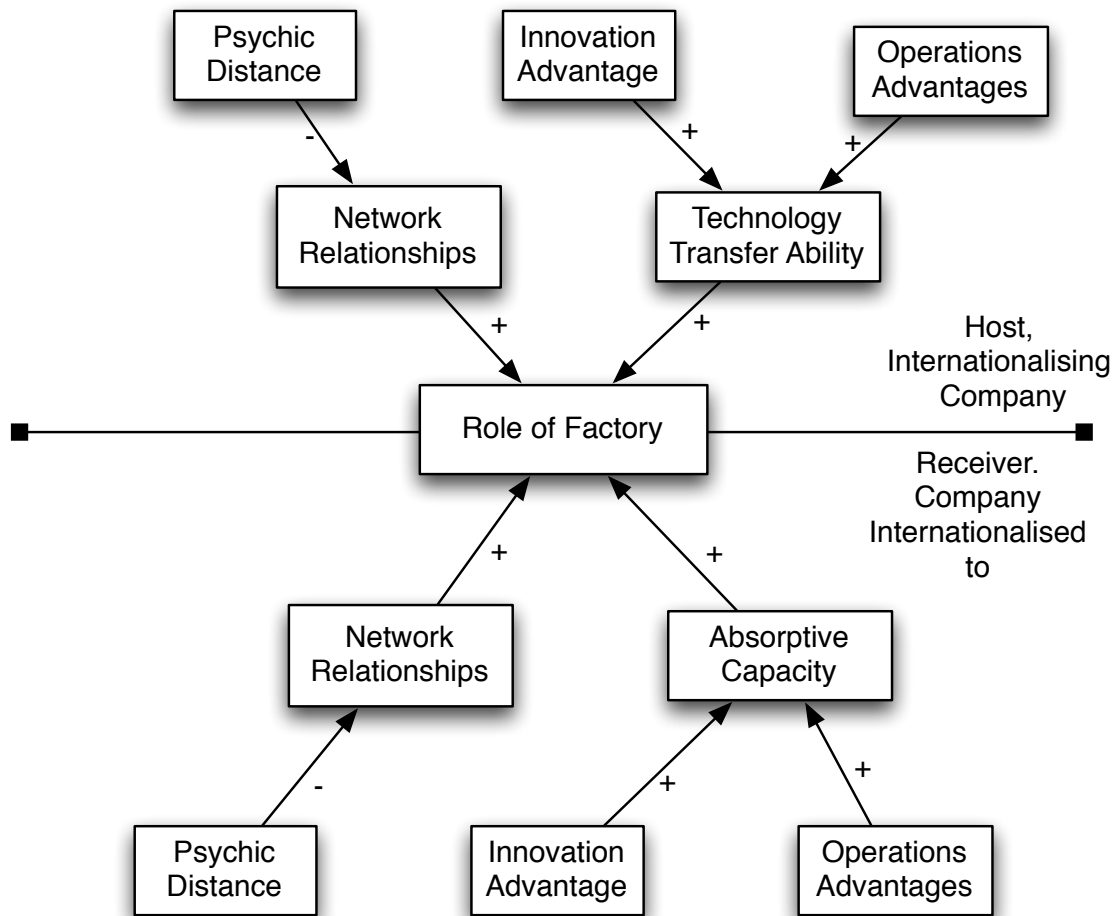 Psychic
Distance
Innovation
Advantage
Operations
Advantages
-
+
+
Network
Relationships
Technology
Transfer Ability
+
+
Host,
Internationalising
Company
Role of Factory
Receiver.
Company
Internationalised
to
+
+
Network
Relationships
Absorptive
Capacity
-
+
+
Psychic
Distance
Innovation
Advantage
Operations
Advantages